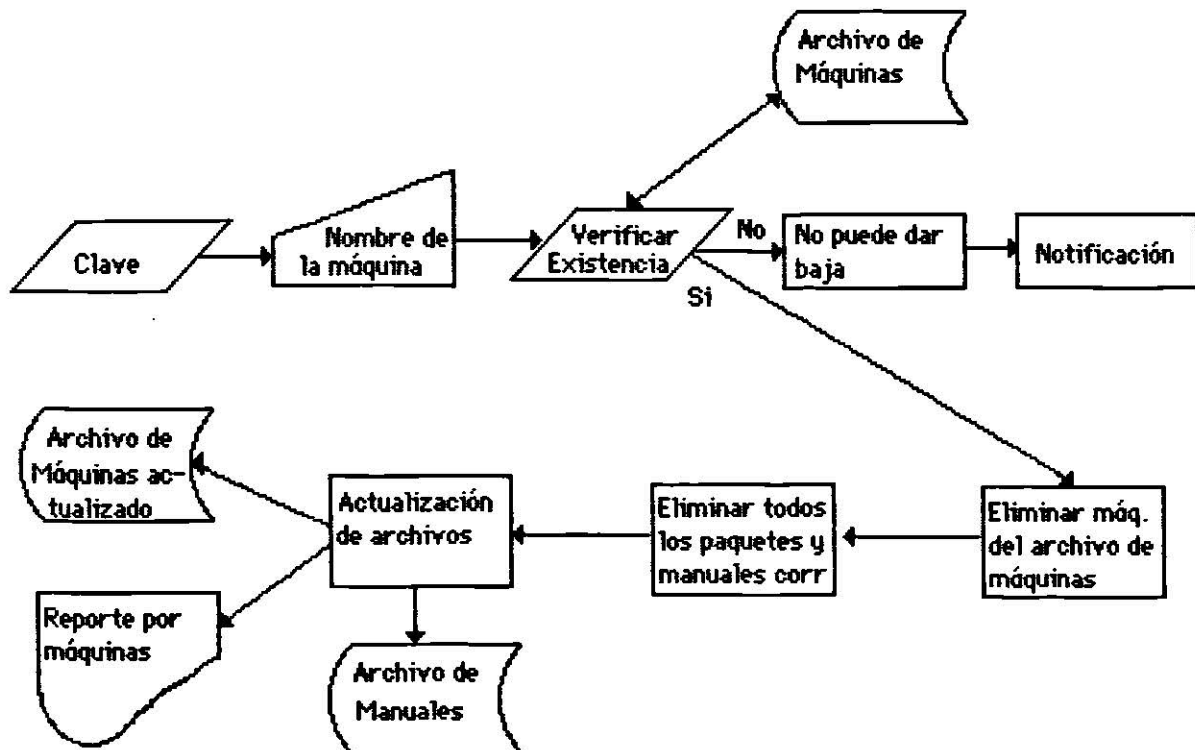 Archivo de
Máquinas
Clave
Nombre de
la máquina
Verificar
Existencia
No
Si
No puede dar
baja
Notificación
Archivo de
Máquinas ac-
tualizado
Actualización
de archivos
Eliminar todos
los paquetes y
manuales corr
Eliminar máq.
del archivo de
máquinas
Reporte por
máquinas
Archivo de
Manuales